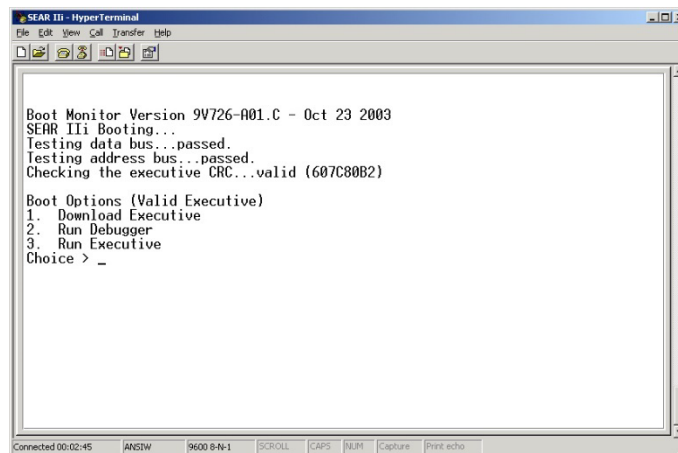 SEAR IIi - HyperTerminal
File Edit View Call Transfer Help
Boot Monitor Version 9V726-A01.C - Oct 23 2003
SEAR IIi Booting...
Testing data bus...passed.
Testing address bus...passed.
Checking the executive CRC...valid (607C80B2)
Boot Options (Valid Executive)
1. Download Executive
2. Run Debugger
3. Run Executive
Choice > _
Connected 00:02:45 ANSIW 9600 8-N-1 SCROLL CAPS NUM Capture Print echo